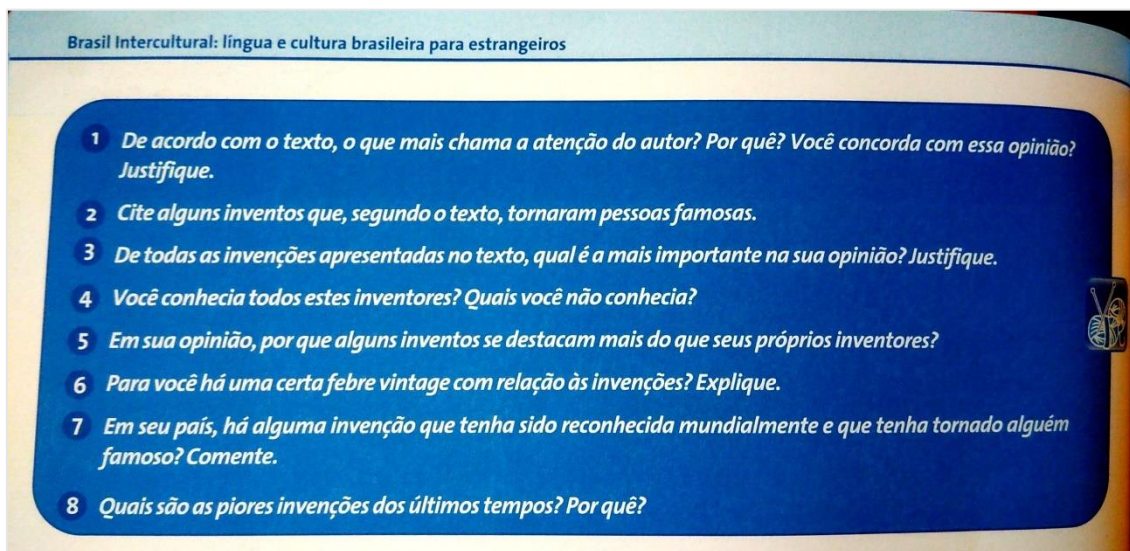 Brasil Intercultural: língua e cultura brasileira para estrangeiros
1 De acordo com o texto, o que mais chama a atenção do autor? Por quê? Você concorda com essa opinião?
Justifique.
2 Cite alguns inventos que, segundo o texto, tornaram pessoas famosas.
3 De todas as invenções apresentadas no texto, qual é a mais importante na sua opinião? Justifique.
4 Você conhecia todos estes inventores? Quais você não conhecia?
5 Em sua opinião, por que alguns inventos se destacam mais do que seus próprios inventores?
6 Para você há uma certa febre vintage com relação às invenções? Explique.
7 Em seu país, há alguma invenção que tenha sido reconhecida mundialmente e que tenha tornado alguém
famoso? Comente.
8 Quais são as piores invenções dos últimos tempos? Por quê?